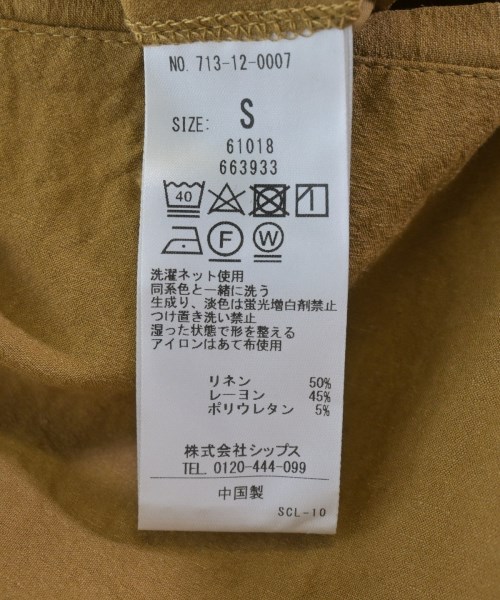 NO. 713-12-0007
SIZE: S
61018
663933
40
F W
洗濯ネット使用
同系色と一緒に洗う
生成り、淡色は蛍光増白剤禁止
つけ置き洗い禁止
湿った状態で形を整える
アイロンはあて布使用
リネン 50%
レーヨン 45%
ポリウレタン 5%
株式会社シップス
TEL 0120-444-099
中国製
SCL-10